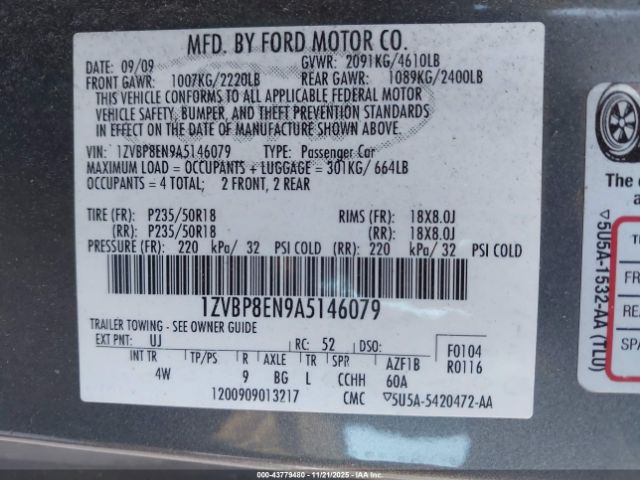 MFD. BY FORD MOTOR CO.
DATE: 09/09 GVWR: 2091KG/4610LB
FRONT GAWR: 1007KG/2220LB REAR GAWR: 1089KG/2400LB
THIS VEHICLE CONFORMS TO ALL APPLICABLE FEDERAL MOTOR
VEHICLE SAFETY, BUMPER, AND THEFT PREVENTION STANDARDS
IN EFFECT ON THE DATE OF MANUFACTURE SHOWN ABOVE.
VIN: 1ZVBP8EN9A5146079 TYPE: Passenger Car
MAXIMUM LOAD = OCCUPANTS + LUGGAGE = 301KG/ 664LB
OCCUPANTS = 4 TOTAL; 2 FRONT, 2 REAR
TIRE (FR): P235/50R18 RIMS (FR): 18X8.0J
(RR): P235/50R18 (RR): 18X8.0J
PRESSURE (FR): 220 kPa/ 32 PSI COLD (RR): 220 kPa/ 32 PSI COLD
1ZVBP8EN9A5146079
TRAILER TOWING - SEE OWNER GUIDE
EXT PNT: UJ RC: 52 DSO: F0104
INT TR TP/PS R AXLE TR SPR AZF1B R0116
4W 9 BG L CCHH 60A
1200909013217 CMC ▽5U5A-5420472-AA
The
a
▽5U5A-1532-AA (TLU)
FR
REA
SPA
000-43779480 - 11/21/2025 - IAAHOLDINGS LLC